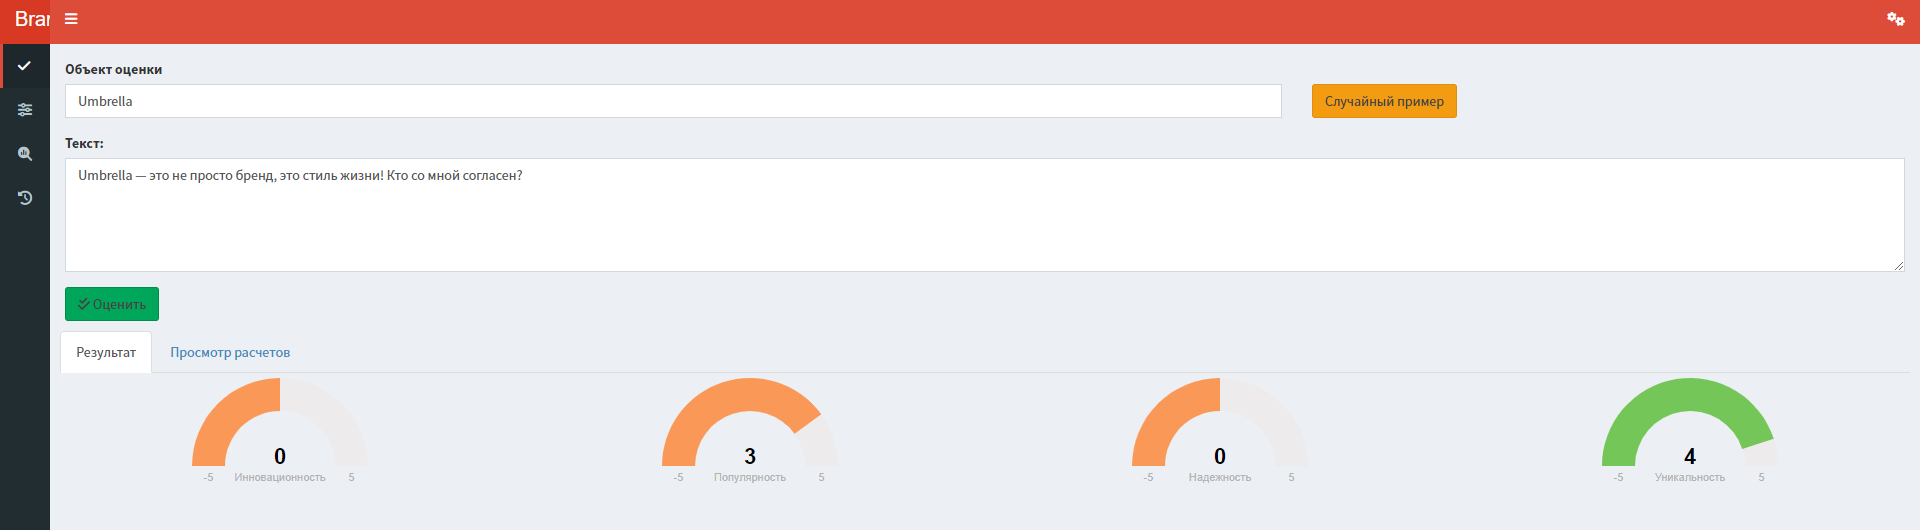 Bran
Объект оценки
Umbrella
Случайный пример
Текст:
Umbrella — это не просто бренд, это стиль жизни! Кто со мной согласен?
Оценить
Результат
Просмотр расчетов
0
-5 Инновационность 5
3
-5 Популярность 5
0
-5 Надежность 5
4
-5 Уникальность 5